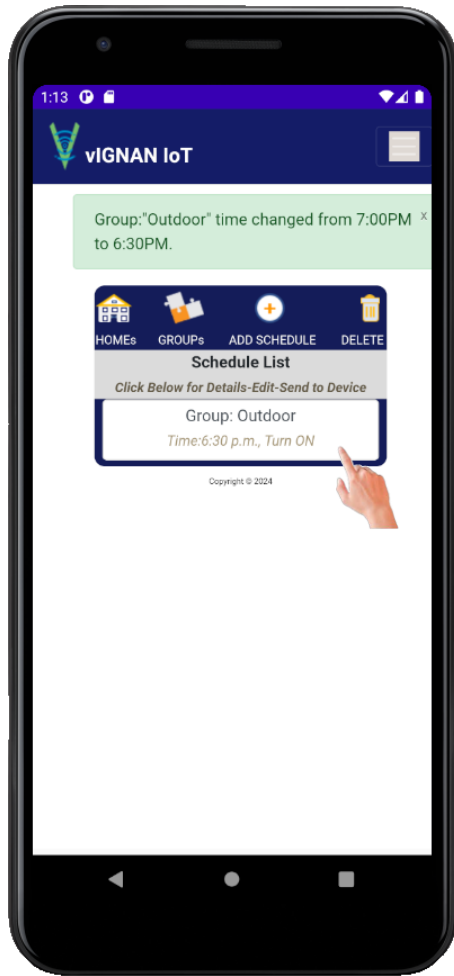 1:13
vIGNAN IoT
Group:"Outdoor" time changed from 7:00PM x
to 6:30PM.
HOMEs GROUPs ADD SCHEDULE DELETE
Schedule List
Click Below for Details-Edit-Send to Device
Group: Outdoor
Time:6:30 p.m., Turn ON
Copyright © 2024